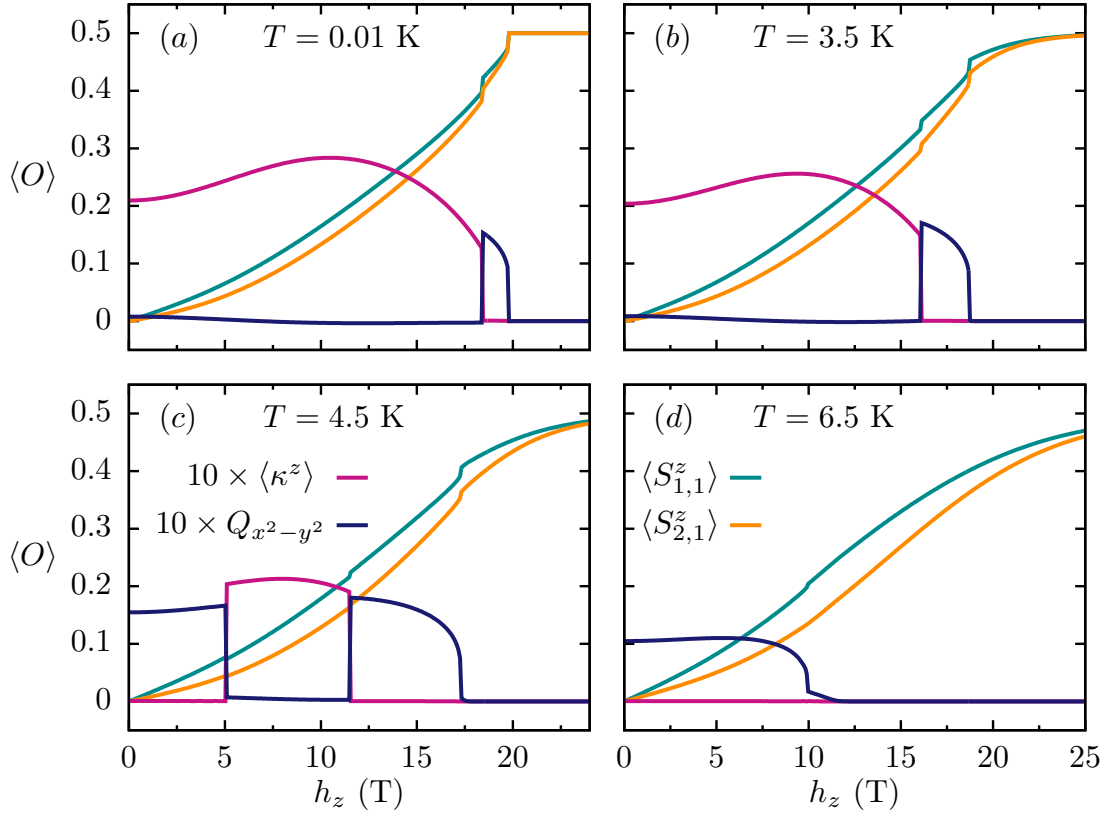 (a) T = 0.01 K
(b) T = 3.5 K
0.5
0.4
0.3
0.2
0.1
0
⟨O⟩
(c) T = 4.5 K
(d) T = 6.5 K
10 × ⟨κ^z⟩
10 × Q_{x²−y²}
⟨S^z_{1,1}⟩
⟨S^z_{2,1}⟩
0.5
0.4
0.3
0.2
0.1
0
⟨O⟩
0 5 10 15 20
0 5 10 15 20 25
h_z (T)
h_z (T)